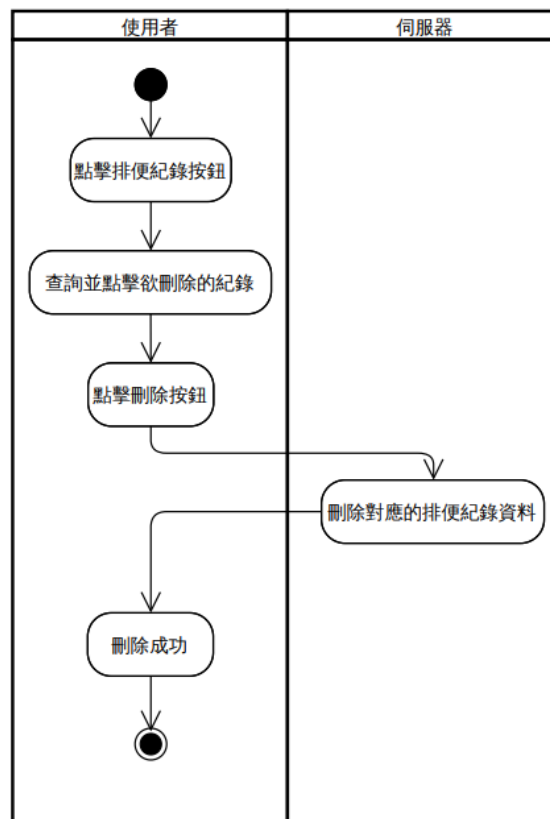 使用者
伺服器
點擊排便紀錄按鈕
查詢並點擊欲刪除的紀錄
點擊刪除按鈕
刪除對應的排便紀錄資料
刪除成功